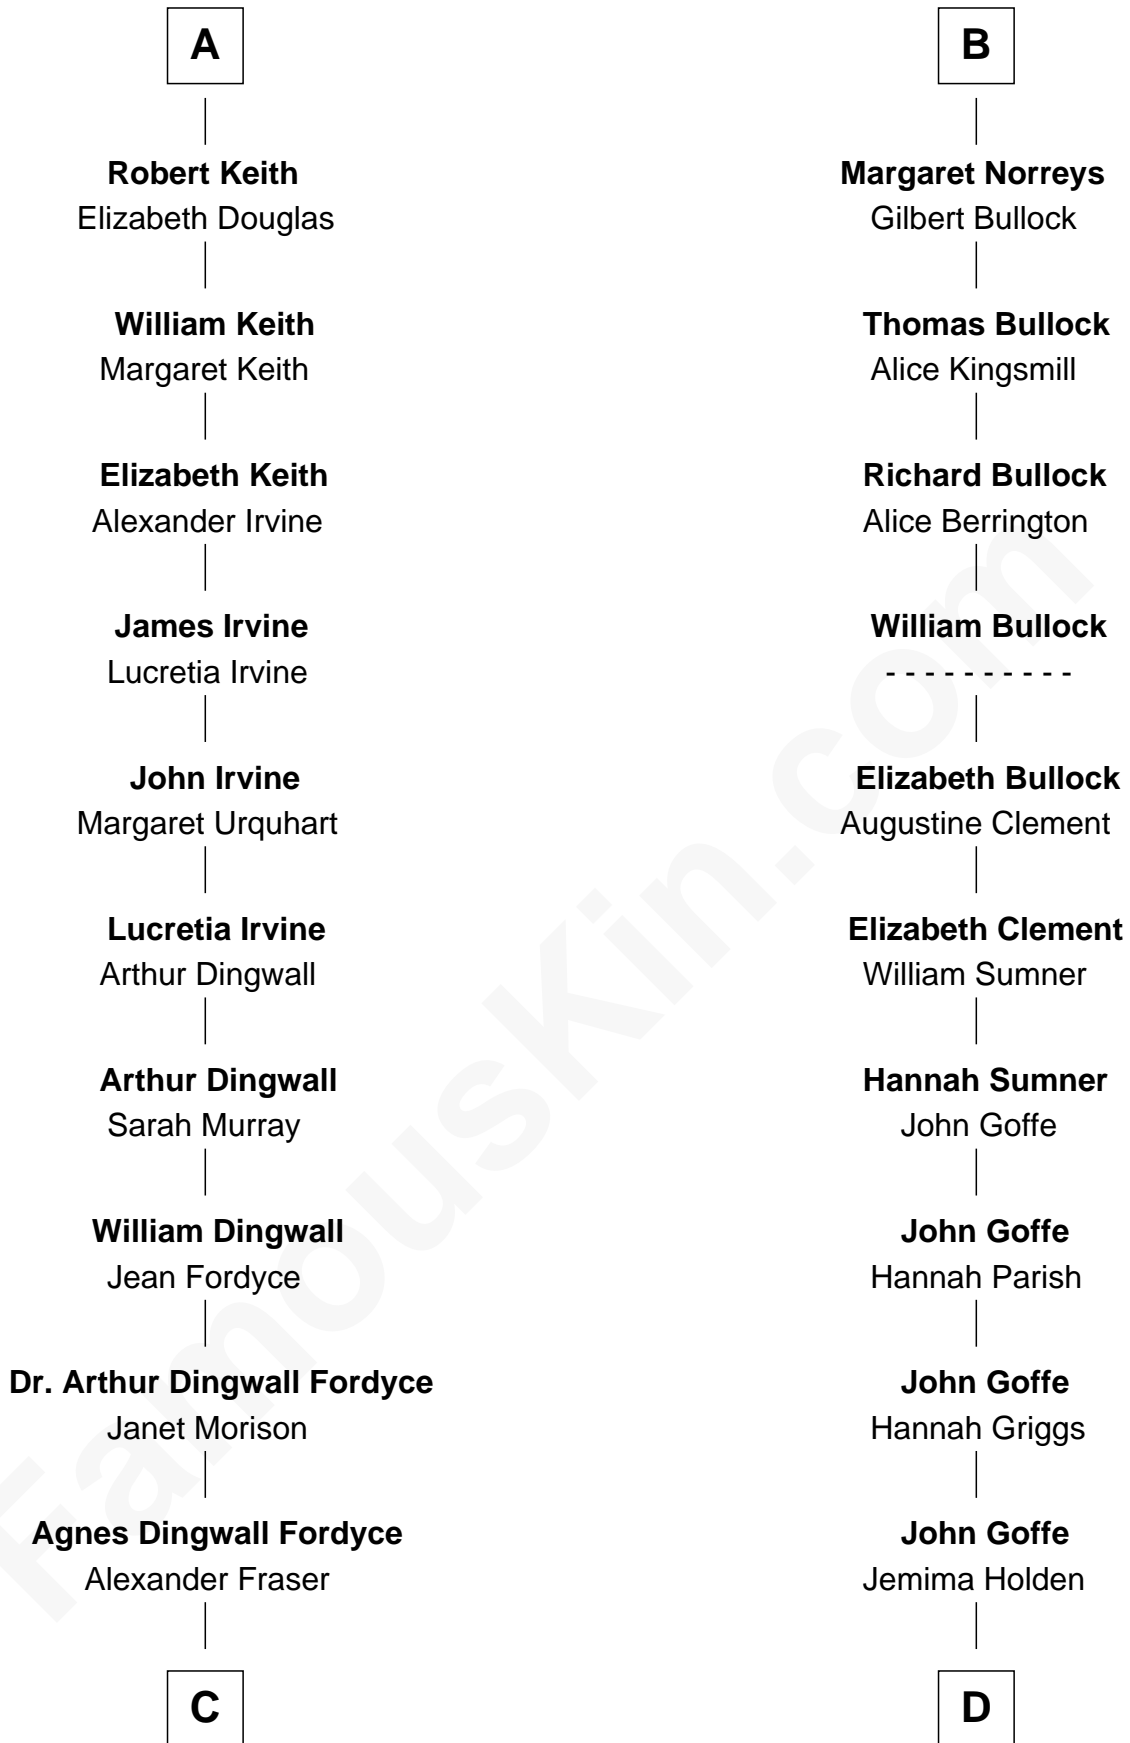 A
Robert Keith
Elizabeth Douglas
William Keith
Margaret Keith
Elizabeth Keith
Alexander Irvine
James Irvine
Lucretia Irvine
John Irvine
Margaret Urquhart
Lucretia Irvine
Arthur Dingwall
Arthur Dingwall
Sarah Murray
William Dingwall
Jean Fordyce
Dr. Arthur Dingwall Fordyce
Janet Morison
Agnes Dingwall Fordyce
Alexander Fraser
C
B
Margaret Norreys
Gilbert Bullock
Thomas Bullock
Alice Kingsmill
Richard Bullock
Alice Berrington
William Bullock
- - - - - - - - - -
Elizabeth Bullock
Augustine Clement
Elizabeth Clement
William Sumner
Hannah Sumner
John Goffe
John Goffe
Hannah Parish
John Goffe
Hannah Griggs
John Goffe
Jemima Holden
D
FamousKin.com